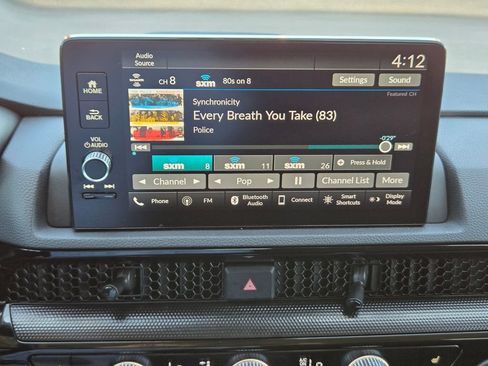 Audio
Source
4:12
HOME
BACK
VOL
AUDIO
CH 8
sxm
80s on 8
Settings
Sound
Featured CH
Synchronicity
Every Breath You Take (83)
Police
-0'29"
sxm 8
sxm 11
sxm 26
Press & Hold
Channel
Pop
Channel List
More
Phone
FM
Bluetooth
Audio
Connect
Smart
Shortcuts
Display
Mode